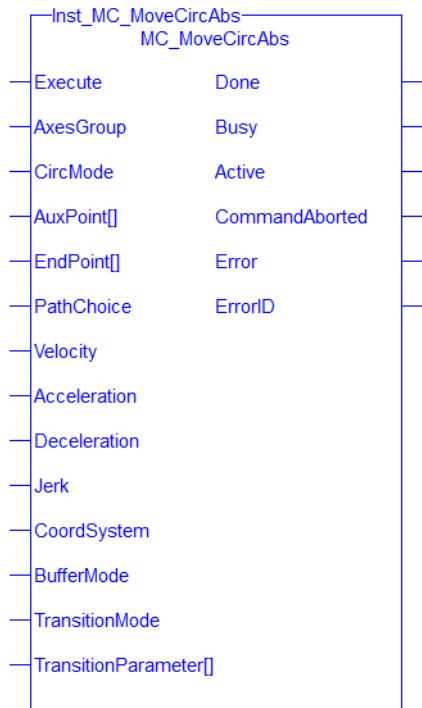 Inst_MC_MoveCircAbs
MC_MoveCircAbs
Execute Done
AxesGroup Busy
CircMode Active
AuxPoint[] CommandAborted
EndPoint[] Error
PathChoice ErrorID
Velocity
Acceleration
Deceleration
Jerk
CoordSystem
BufferMode
TransitionMode
TransitionParameter[]